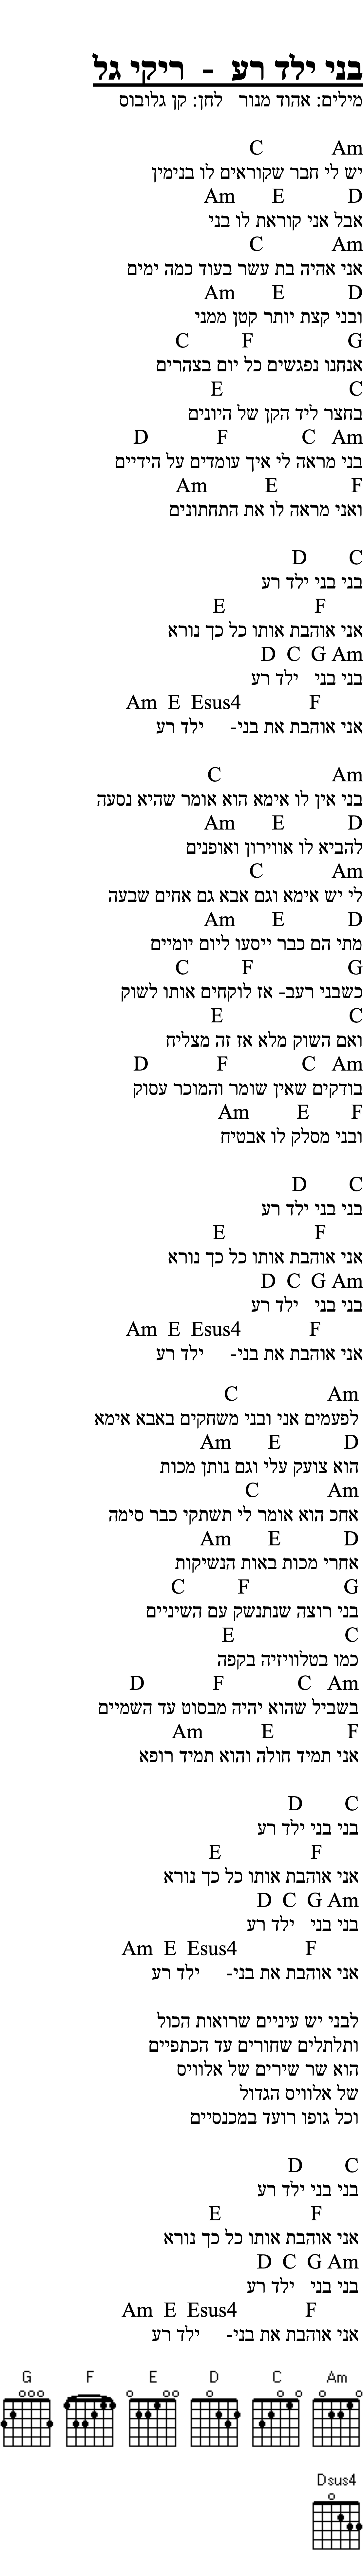 בני ילד רע - ריקי גל
מילים: אהוד מנור   לחן: קן גלובוס
C Am
יש לי חבר שקוראים לו בנימין
Am E D
אבל אני קוראת לו בני
C Am
אני אהיה בת עשר בעוד כמה ימים
Am E D
ובני קצת יותר קטן ממני
C F G
אנחנו נפגשים כל יום בצהרים
E C
בחצר ליד הקן של היונים
D F C Am
בני מראה לי איך עומדים על הידיים
Am E F
ואני מראה לו את התחתונים
D C
בני בני ילד רע
E F
אני אוהבת אותו כל כך נורא
D C G Am
בני בני   ילד רע
Am E Esus4 F
אני אוהבת את בני-   ילד רע
C Am
בני אין לו אימא הוא אומר שהיא נסעה
Am E D
להביא לו אווירון ואופנים
C Am
לי יש אימא וגם אבא גם אחים שבעה
Am E D
מתי הם כבר ייסעו ליום יומיים
C F G
כשבני רעב- אז לוקחים אותו לשוק
E C
ואם השוק מלא אז זה מצליח
D F C Am
בודקים שאין שומר והמוכר עסוק
Am E F
ובני מסלק לו אבטיח
D C
בני בני ילד רע
E F
אני אוהבת אותו כל כך נורא
D C G Am
בני בני   ילד רע
Am E Esus4 F
אני אוהבת את בני-   ילד רע
C Am
לפעמים אני ובני משחקים באבא אימא
Am E D
הוא צועק עלי וגם נותן מכות
C Am
אחכ הוא אומר לי תשתקי כבר סימה
Am E D
אחרי מכות באות הנשיקות
C F G
בני רוצה שנתנשק עם השיניים
E C
כמו בטלוויזיה בקפה
D F C Am
בשביל שהוא יהיה מבסוט עד השמיים
Am E F
אני תמיד חולה והוא תמיד רופא
D C
בני בני ילד רע
E F
אני אוהבת אותו כל כך נורא
D C G Am
בני בני   ילד רע
Am E Esus4 F
אני אוהבת את בני-   ילד רע
לבני יש עיניים שרואות הכול
ותלתלים שחורים עד הכתפיים
הוא שר שירים של אלוויס
של אלוויס הגדול
וכל גופו רועד במכנסיים
D C
בני בני ילד רע
E F
אני אוהבת אותו כל כך נורא
D C G Am
בני בני   ילד רע
Am E Esus4 F
אני אוהבת את בני-   ילד רע
G F E D C Am
Dsus4